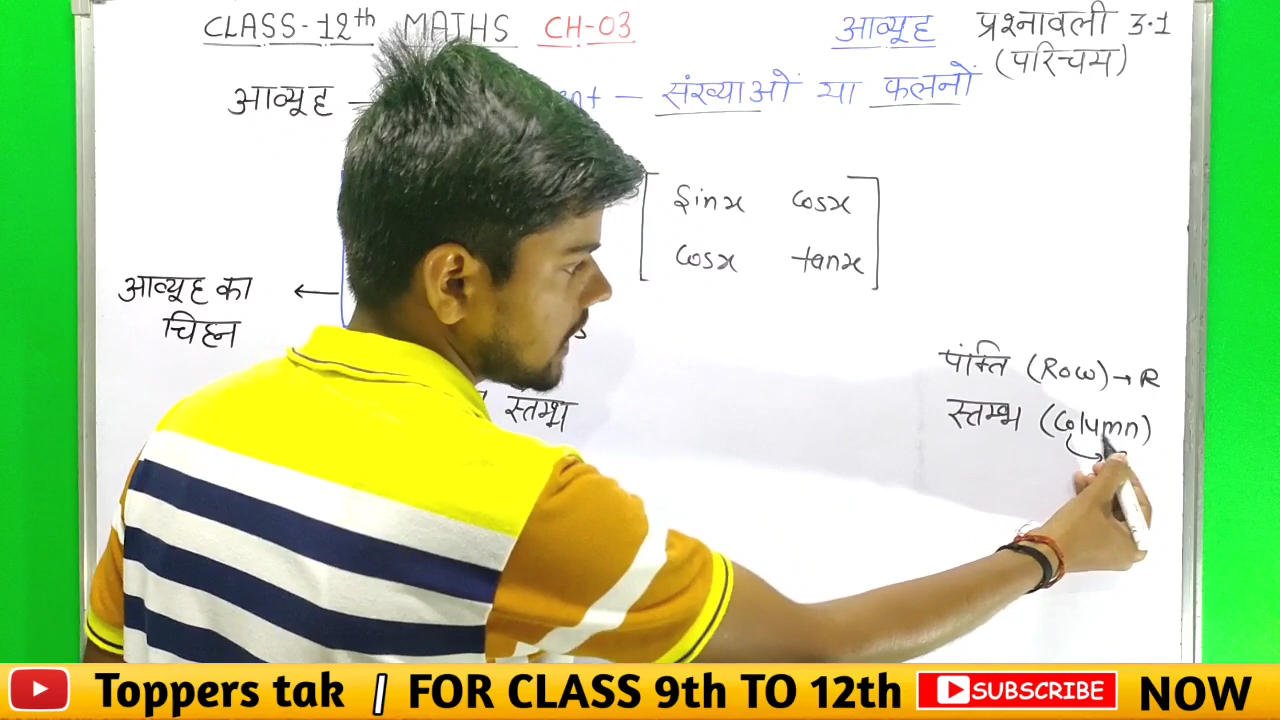 CLASS-12th MATHS CH-03
आव्यूह प्रश्नावली 3.1
(परिचय)
आव्यूह – – संख्याओं या फलनों
sinx cosx
cosx tanx
आव्यूह का ←
चिह्न
पंक्ति (Row) → R
स्तम्भ (Column)
स्तम्भ
Toppers tak | FOR CLASS 9th TO 12th SUBSCRIBE NOW